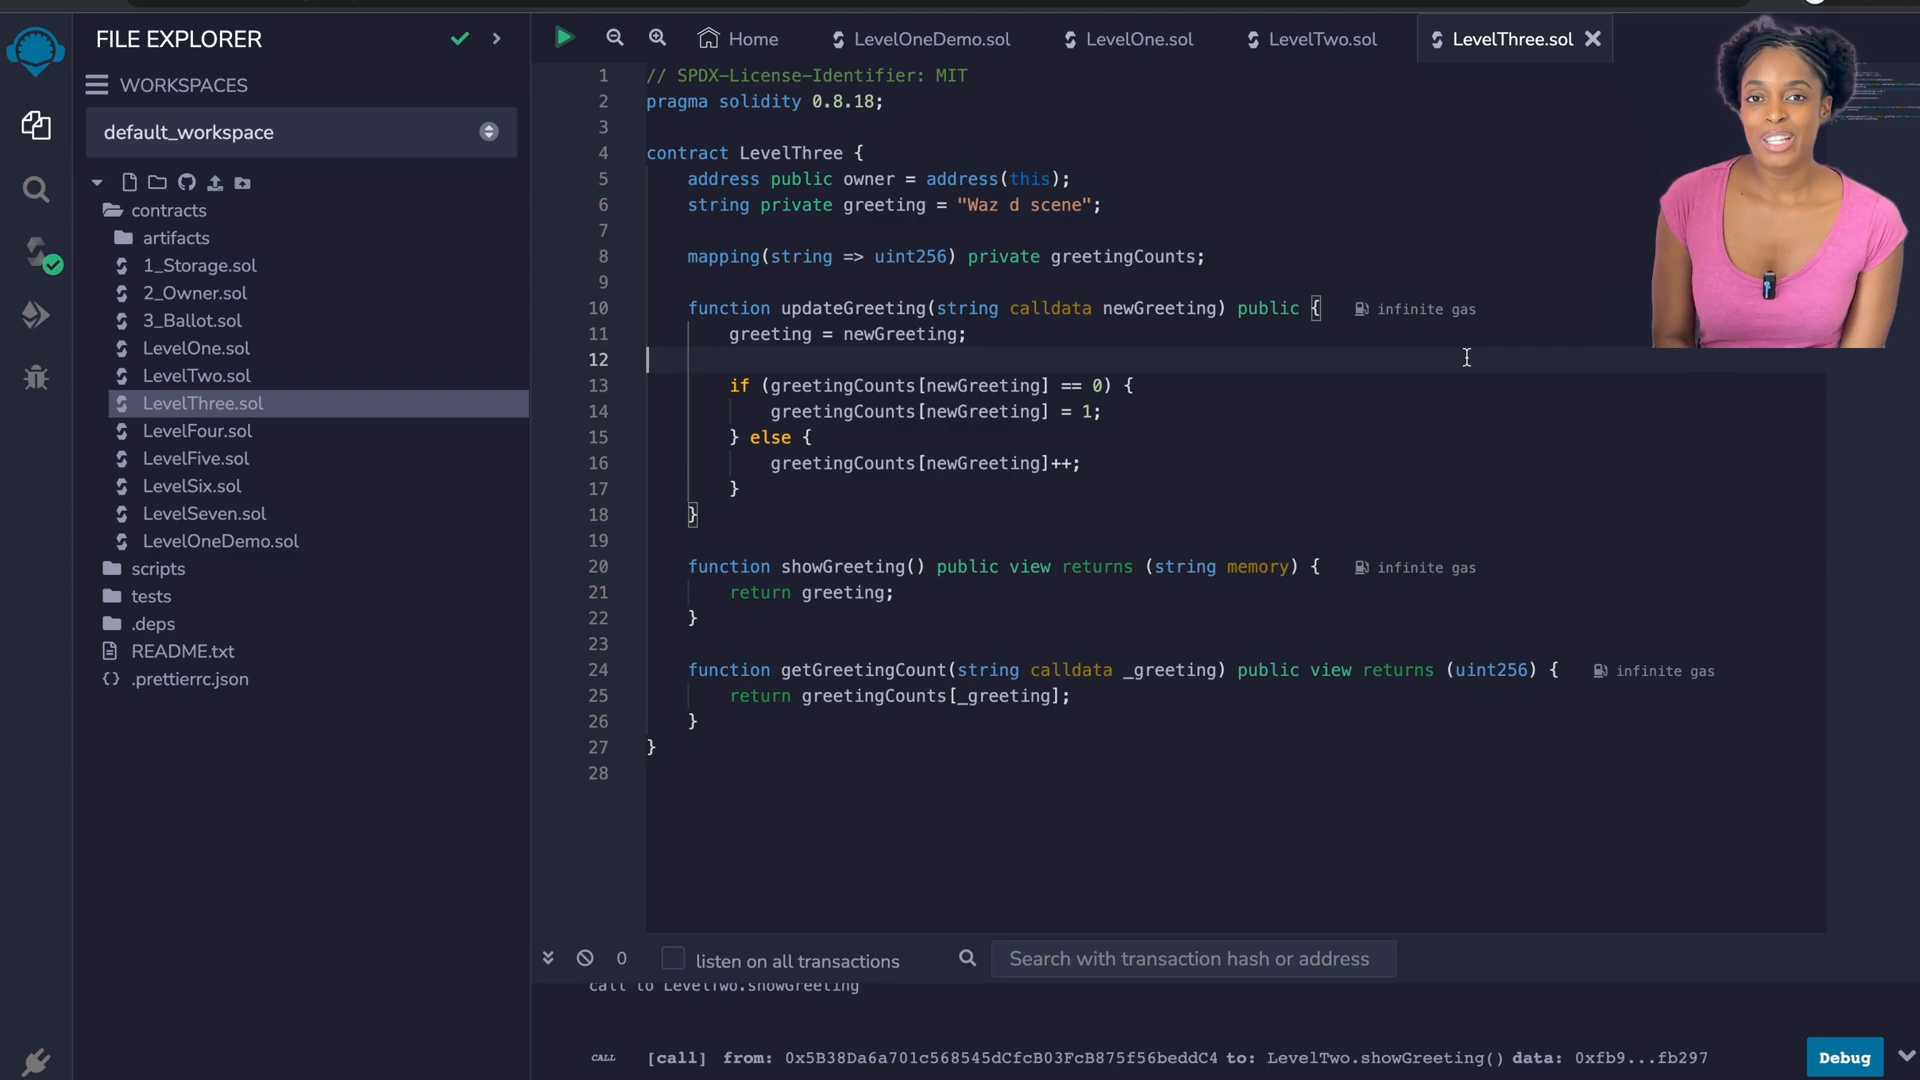 FILE EXPLORER
WORKSPACES
default_workspace
contracts
artifacts
1_Storage.sol
2_Owner.sol
3_Ballot.sol
LevelOne.sol
LevelTwo.sol
LevelThree.sol
LevelFour.sol
LevelFive.sol
LevelSix.sol
LevelSeven.sol
LevelOneDemo.sol
scripts
tests
.deps
README.txt
{} .prettierrc.json
Home LevelOneDemo.sol LevelOne.sol LevelTwo.sol LevelThree.sol
1 // SPDX-License-Identifier: MIT
2 pragma solidity 0.8.18;
3
4 contract LevelThree {
5 address public owner = address(this);
6 string private greeting = "Waz d scene";
7
8 mapping(string => uint256) private greetingCounts;
9
10 function updateGreeting(string calldata newGreeting) public { infinite gas
11 greeting = newGreeting;
12
13 if (greetingCounts[newGreeting] == 0) {
14 greetingCounts[newGreeting] = 1;
15 } else {
16 greetingCounts[newGreeting]++;
17 }
18 }
19
20 function showGreeting() public view returns (string memory) { infinite gas
21 return greeting;
22 }
23
24 function getGreetingCount(string calldata _greeting) public view returns (uint256) { infinite gas
25 return greetingCounts[_greeting];
26 }
27 }
28
0 listen on all transactions Search with transaction hash or address
call to LevelTwo.showGreeting
CALL [call] from: 0x5B38Da6a701c568545dCfcB03FcB875f56beddC4 to: LevelTwo.showGreeting() data: 0xfb9...fb297 Debug